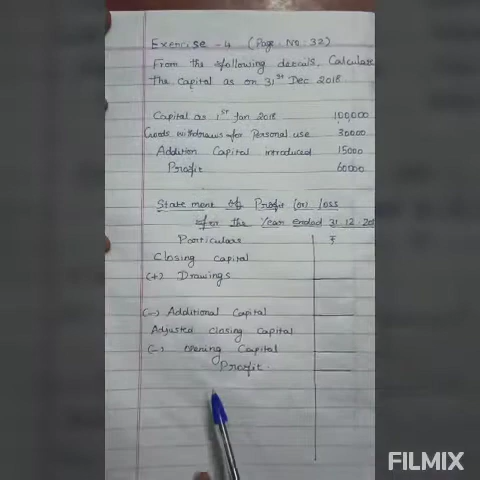 Exercise - 4 (Page. No: 32)
From the following details, Calculate
The Capital as on 31st Dec 2018
Capital as 1st Jan 2018 1,00,000
Goods withdrawn for Personal use 30000
Addition Capital introduced 15000
Profit 60000
Statement of Profit (or) loss
for the Year ended 31.12.20
Particulars ₹
Closing Capital
(+) Drawings
(-) Additional Capital
Adjusted closing Capital
(-) opening Capital
Profit.
FILMIX